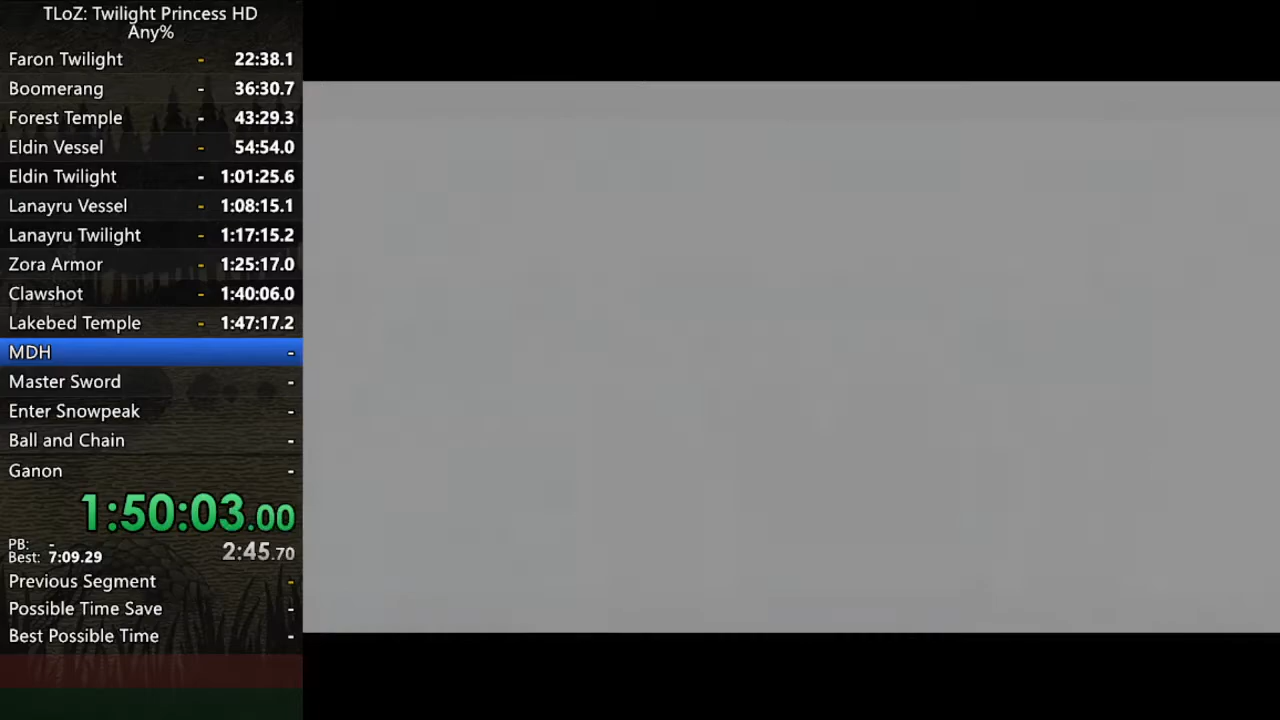 TLoZ: Twilight Princess HD
Any%
Faron Twilight - 22:38.1
Boomerang - 36:30.7
Forest Temple - 43:29.3
Eldin Vessel - 54:54.0
Eldin Twilight - 1:01:25.6
Lanayru Vessel - 1:08:15.1
Lanayru Twilight - 1:17:15.2
Zora Armor - 1:25:17.0
Clawshot - 1:40:06.0
Lakebed Temple - 1:47:17.2
MDH -
Master Sword -
Enter Snowpeak -
Ball and Chain -
Ganon -
1:50:03.00
PB: -
Best: 7:09.29 2:45.70
Previous Segment -
Possible Time Save -
Best Possible Time -